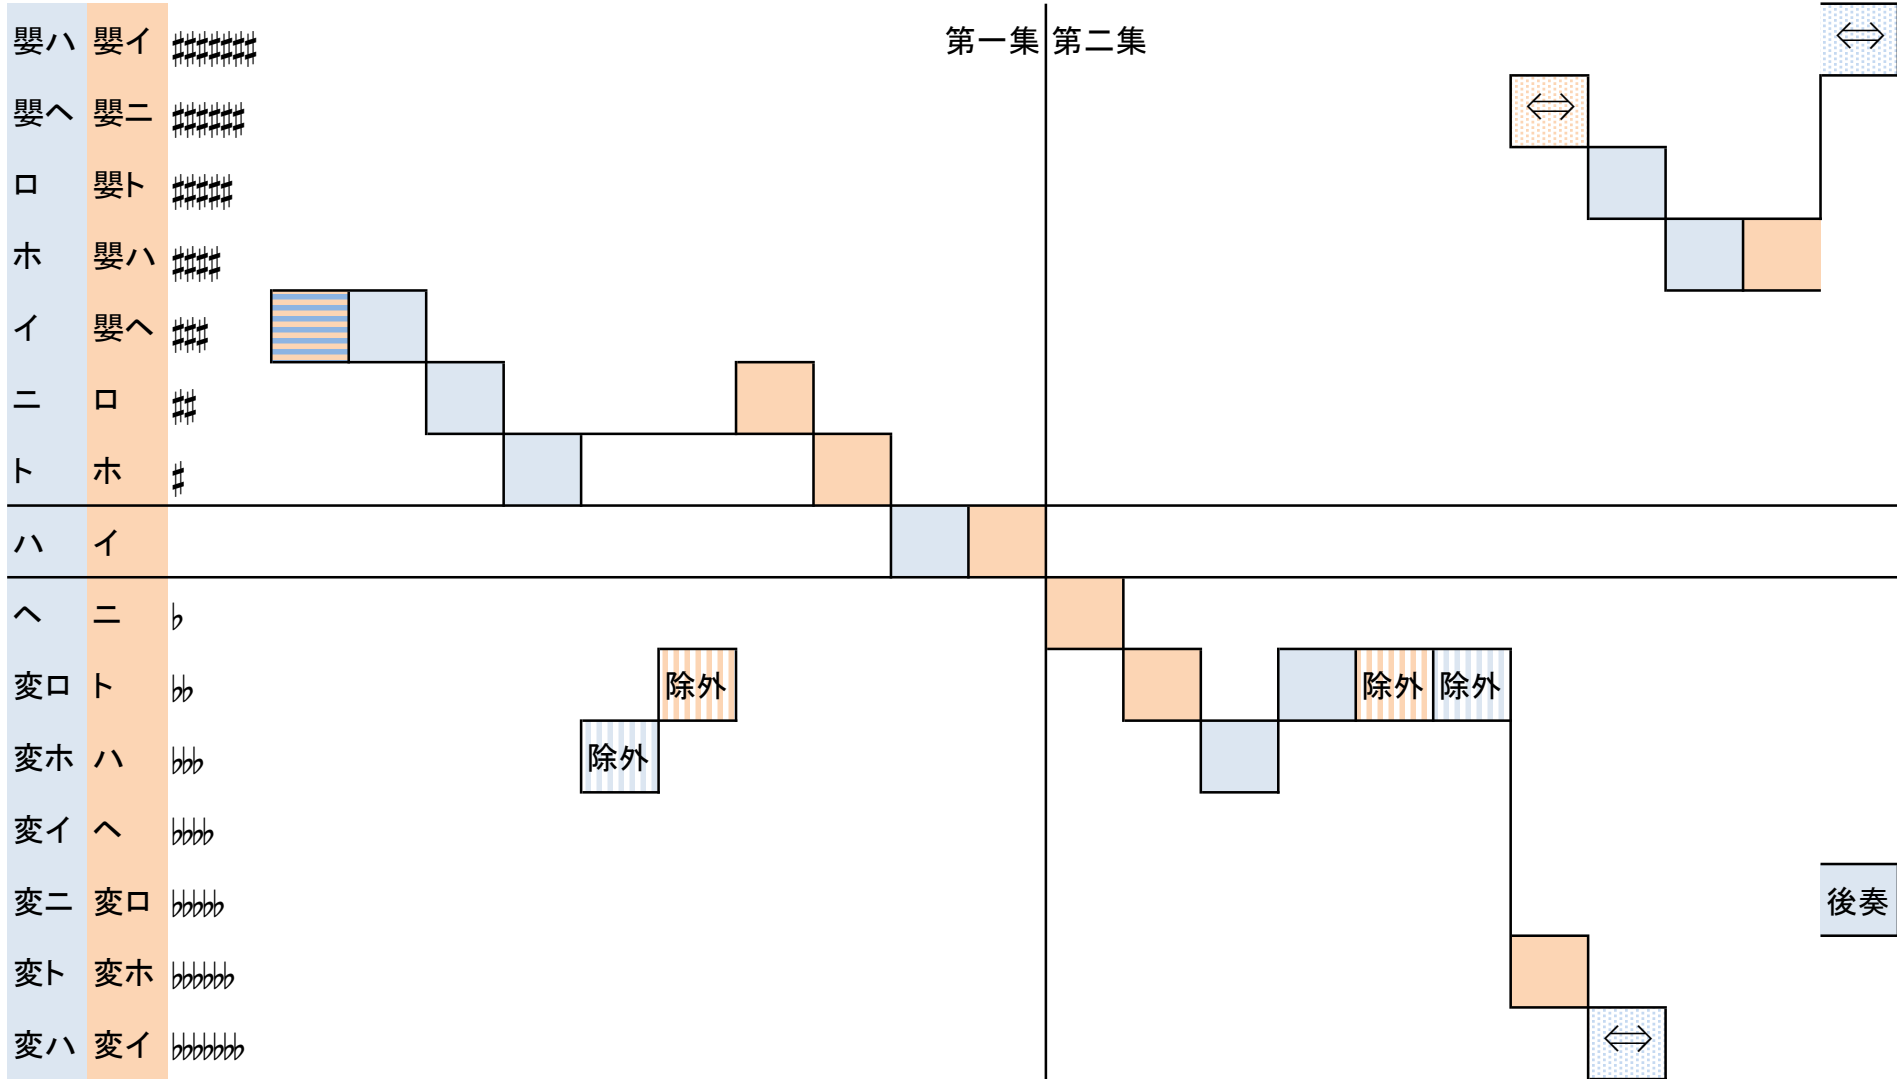 嬰ハ 嬰イ ♯♯♯♯♯♯♯ 第一集 第二集 ⇔
嬰ヘ 嬰ニ ♯♯♯♯♯♯ ⇔
ロ 嬰ト ♯♯♯♯♯
ホ 嬰ハ ♯♯♯♯
イ 嬰ヘ ♯♯♯
ニ ロ ♯♯
ト ホ ♯
ハ イ
ヘ ニ ♭
変ロ ト ♭♭ 除外 除外 除外
変ホ ハ ♭♭♭ 除外
変イ ヘ ♭♭♭♭
変ニ 変ロ ♭♭♭♭♭ 後奏
変ト 変ホ ♭♭♭♭♭♭
変ハ 変イ ♭♭♭♭♭♭♭ ⇔